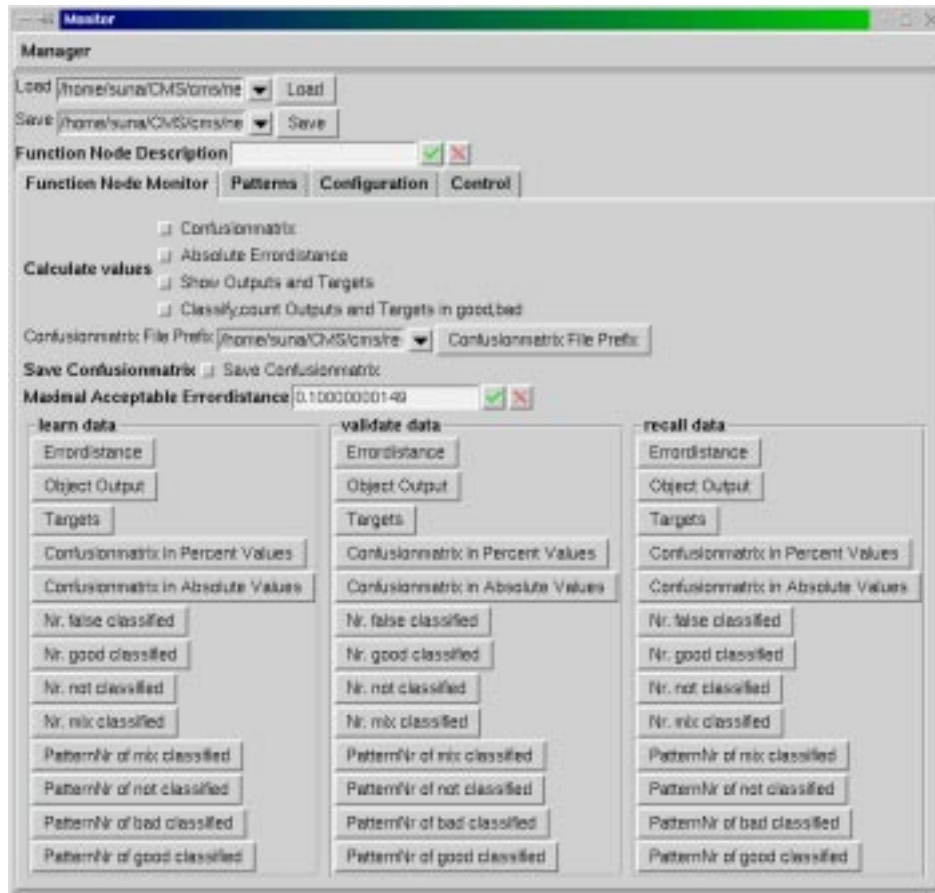 Monitor
Manager
Load /home/suna/CMS/cms/ne Load
Save /home/suna/CMS/cms/ne Save
Function Node Description
Function Node Monitor Patterns Configuration Control
Confusionmatrix
Absolute Errordistance
Calculate values
Show Outputs and Targets
Classify,count Outputs and Targets in good,bad
Confusionmatrix File Prefix /home/suna/CMS/cms/re Confusionmatrix File Prefix
Save Confusionmatrix Save Confusionmatrix
Maximal Acceptable Errordistance 0.10000000149
learn data validate data recall data
Errordistance Errordistance Errordistance
Object Output Object Output Object Output
Targets Targets Targets
Confusionmatrix in Percent Values Confusionmatrix in Percent Values Confusionmatrix in Percent Values
Confusionmatrix in Absolute Values Confusionmatrix in Absolute Values Confusionmatrix in Absolute Values
Nr. false classified Nr. false classified Nr. false classified
Nr. good classified Nr. good classified Nr. good classified
Nr. not classified Nr. not classified Nr. not classified
Nr. mix classified Nr. mix classified Nr. mix classified
PatternNr of mix classified PatternNr of mix classified PatternNr of mix classified
PatternNr of not classified PatternNr of not classified PatternNr of not classified
PatternNr of bad classified PatternNr of bad classified PatternNr of bad classified
PatternNr of good classified PatternNr of good classified PatternNr of good classified